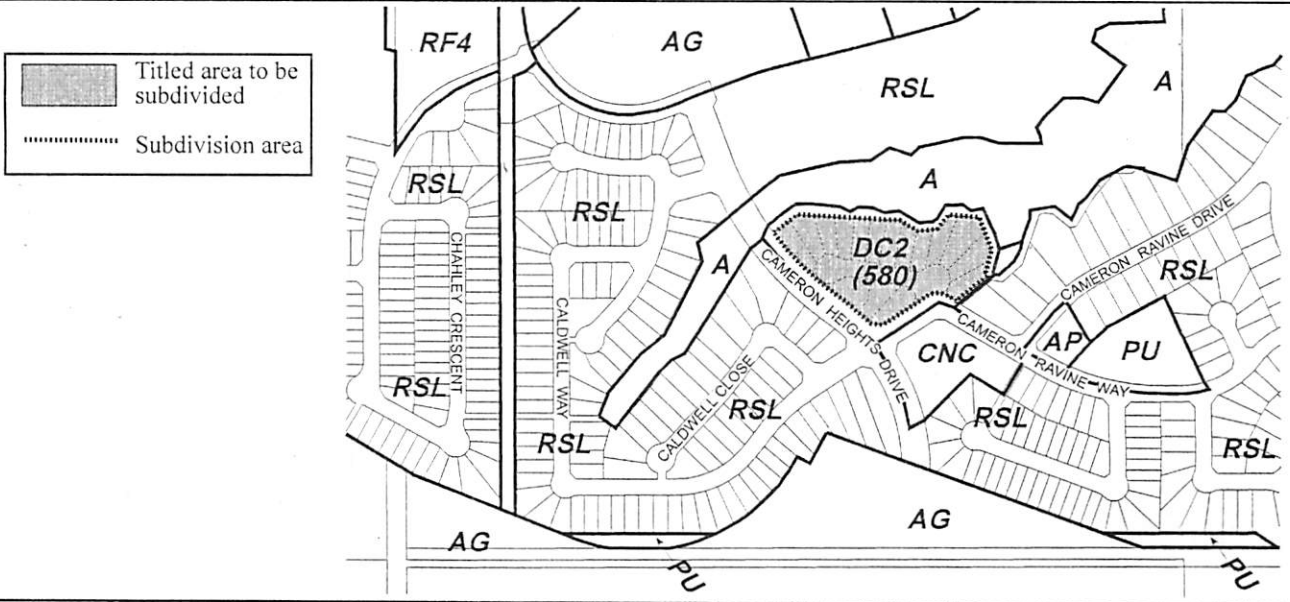 Titled area to be
subdivided
Subdivision area
RF4
AG
RSL
A
RSL
A
RSL
A
DC2
(580)
CAMERON RAVINE DRIVE
RSL
CHAHLEY CRESCENT
CALDWELL WAY
CAMERON HEIGHTS DRIVE
CAMERON RAVINE WAY
CNC
AP
PU
RSL
CALDWELL CLOSE
RSL
RSL
RSL
RSL
AG
AG
PU
PU